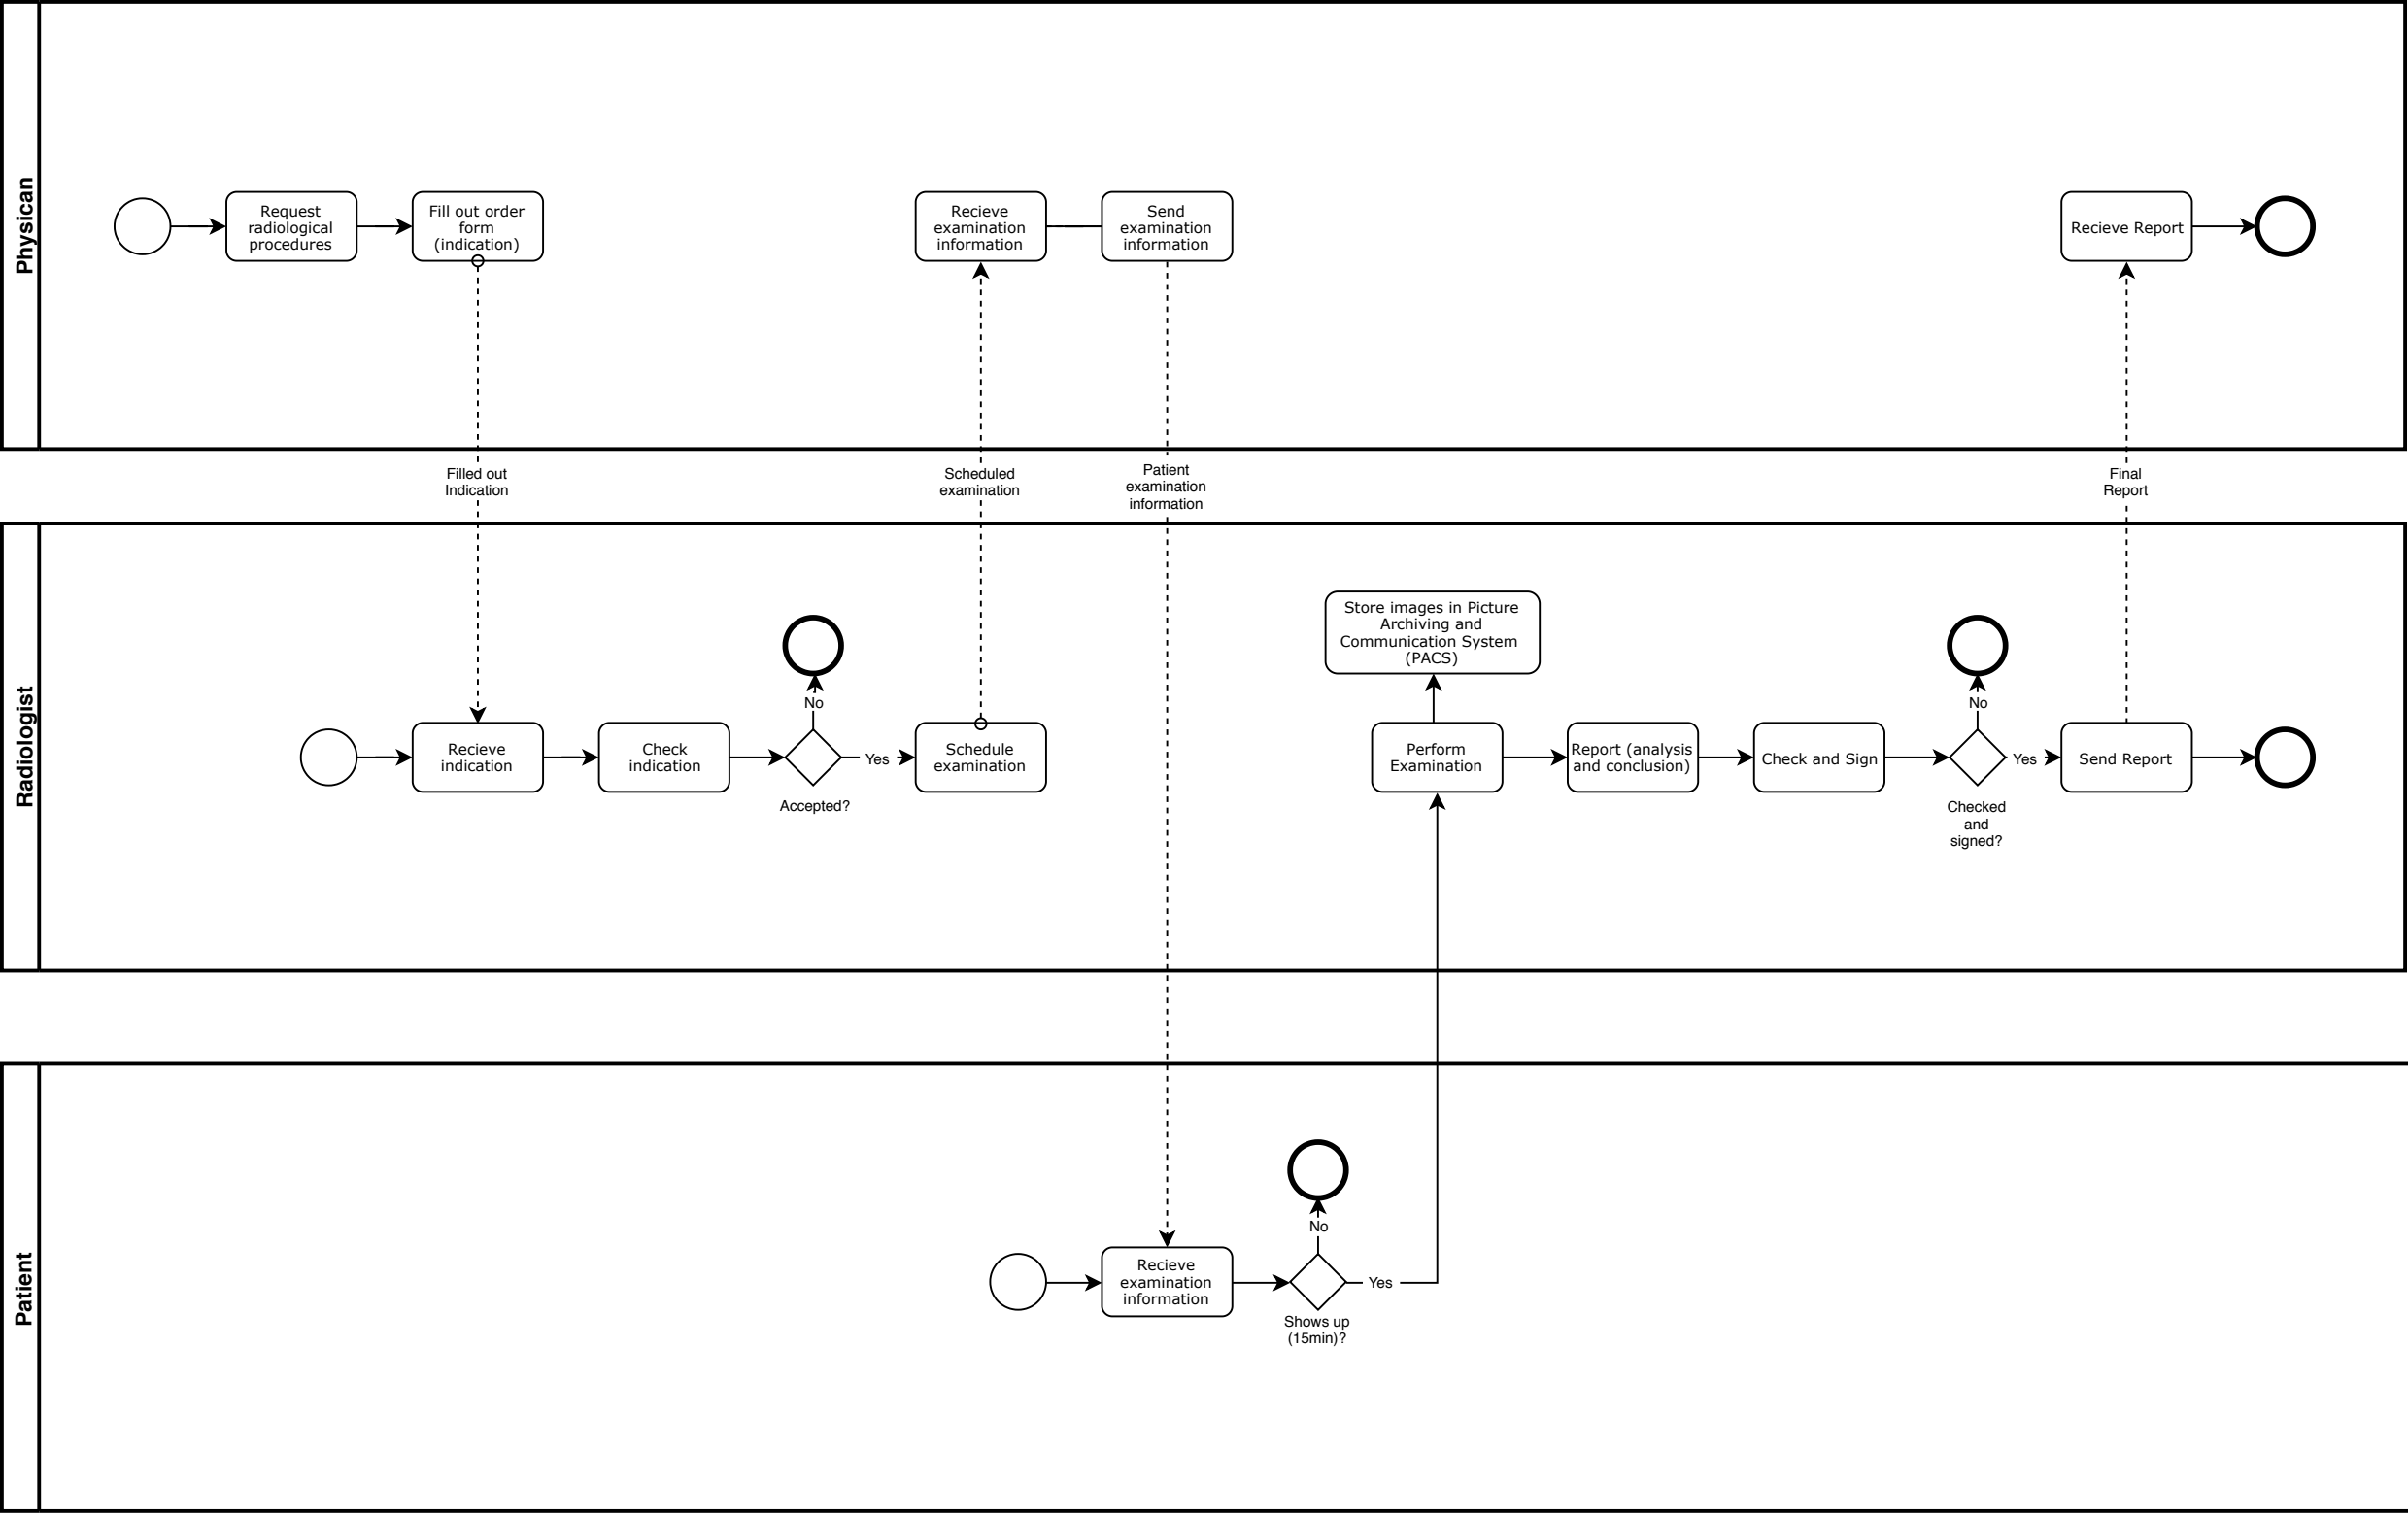 Physican
Request
radiological
procedures
Fill out order
form
(indication)
Recieve
examination
information
Send
examination
information
Recieve Report
Filled out
Indication
Scheduled
examination
Patient
examination
information
Final
Report
Radiologist
Recieve
indication
Check
indication
No
Yes
Accepted?
Schedule
examination
Store images in Picture
Archiving and
Communication System
(PACS)
Perform
Examination
Report (analysis
and conclusion)
Check and Sign
No
Yes
Checked
and
signed?
Send Report
Patient
Recieve
examination
information
No
Yes
Shows up
(15min)?